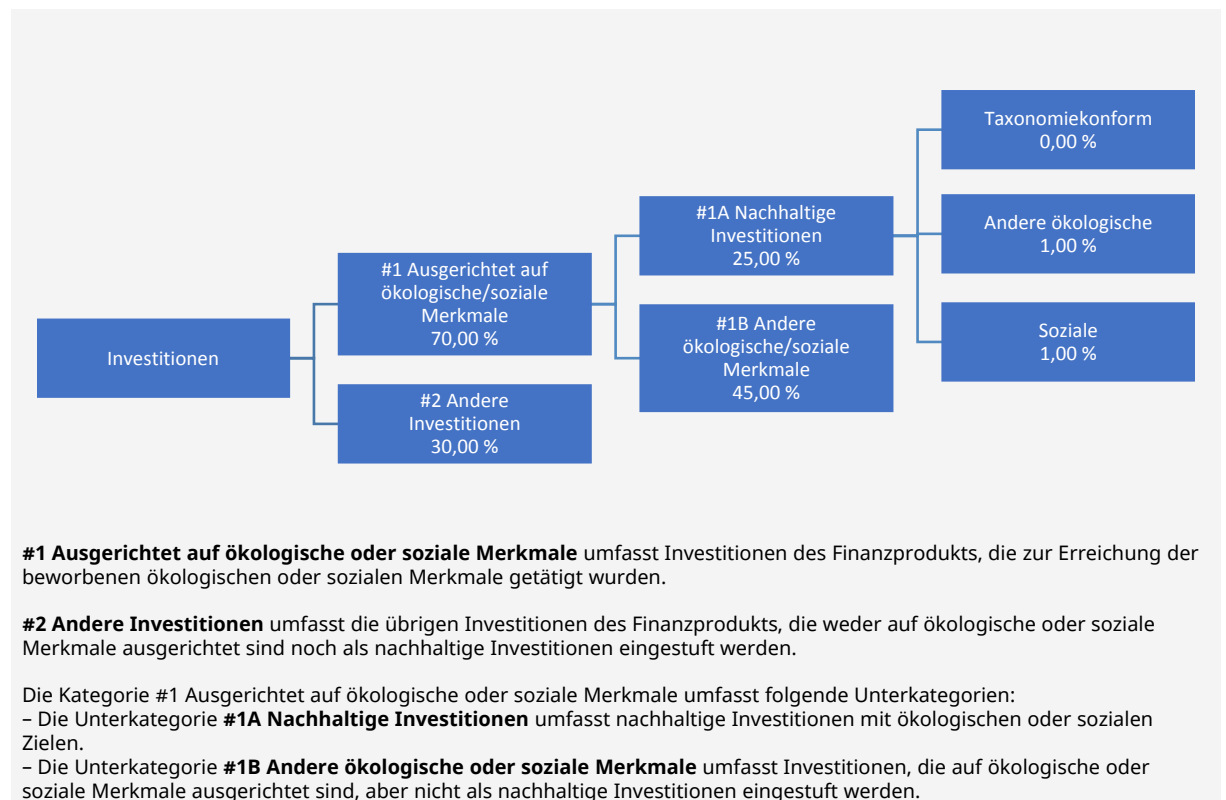 Investitionen
#1 Ausgerichtet auf
ökologische/soziale
Merkmale
70,00 %
#2 Andere
Investitionen
30,00 %
#1A Nachhaltige
Investitionen
25,00 %
#1B Andere
ökologische/soziale
Merkmale
45,00 %
Taxonomiekonform
0,00 %
Andere ökologische
1,00 %
Soziale
1,00 %
#1 Ausgerichtet auf ökologische oder soziale Merkmale umfasst Investitionen des Finanzprodukts, die zur Erreichung der
beworbenen ökologischen oder sozialen Merkmale getätigt wurden.
#2 Andere Investitionen umfasst die übrigen Investitionen des Finanzprodukts, die weder auf ökologische oder soziale
Merkmale ausgerichtet sind noch als nachhaltige Investitionen eingestuft werden.
Die Kategorie #1 Ausgerichtet auf ökologische oder soziale Merkmale umfasst folgende Unterkategorien:
– Die Unterkategorie #1A Nachhaltige Investitionen umfasst nachhaltige Investitionen mit ökologischen oder sozialen
Zielen.
– Die Unterkategorie #1B Andere ökologische oder soziale Merkmale umfasst Investitionen, die auf ökologische oder
soziale Merkmale ausgerichtet sind, aber nicht als nachhaltige Investitionen eingestuft werden.